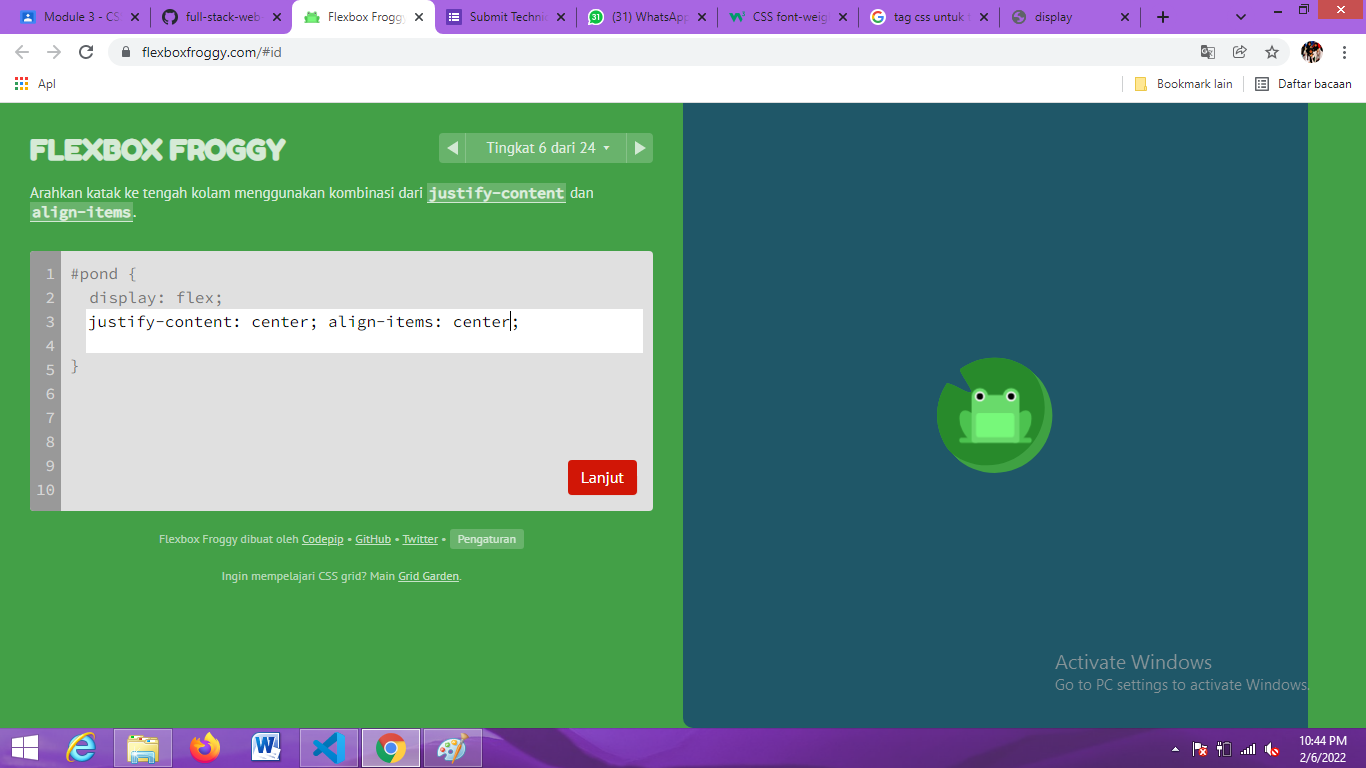 Module 3 - CS
full-stack-web
Flexbox Froggy
Submit Techni
(31) WhatsApp
CSS font-weig
tag css untuk
display
flexboxfroggy.com/#id
Apl
Bookmark lain
Daftar bacaan
FLEXBOX FROGGY
Tingkat 6 dari 24
Arahkan katak ke tengah kolam menggunakan kombinasi dari justify-content dan
align-items.
1 #pond {
2 display: flex;
3 justify-content: center; align-items: center;
4
5 }
6
7
8
9
10
Lanjut
Flexbox Froggy dibuat oleh Codepip • GitHub • Twitter • Pengaturan
Ingin mempelajari CSS grid? Main Grid Garden.
Activate Windows
Go to PC settings to activate Windows.
10:44 PM
2/6/2022